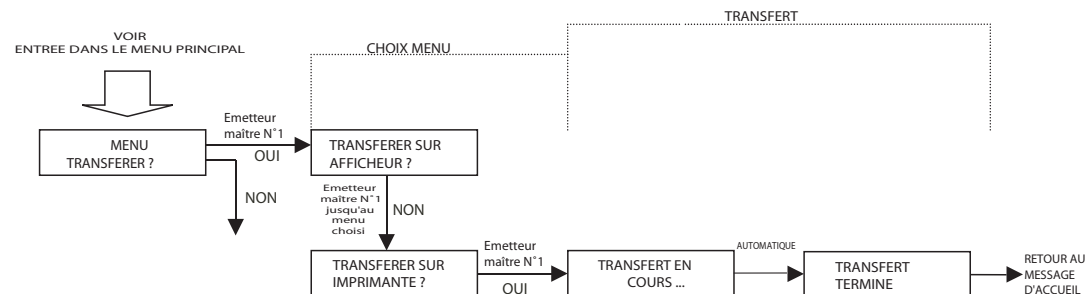 TRANSFERT
VOIR
ENTREE DANS LE MENU PRINCIPAL
CHOIX MENU
Emetteur
maître N°1
OUI
MENU
TRANSFERER ?
TRANSFERER SUR
AFFICHEUR ?
NON
Emetteur
maître N°1
jusqu'au
menu
choisi
NON
Emetteur
maître N°1
OUI
TRANSFERER SUR
IMPRIMANTE ?
TRANSFERT EN
COURS ...
AUTOMATIQUE
TRANSFERT
TERMINE
RETOUR AU
MESSAGE
D'ACCUEIL